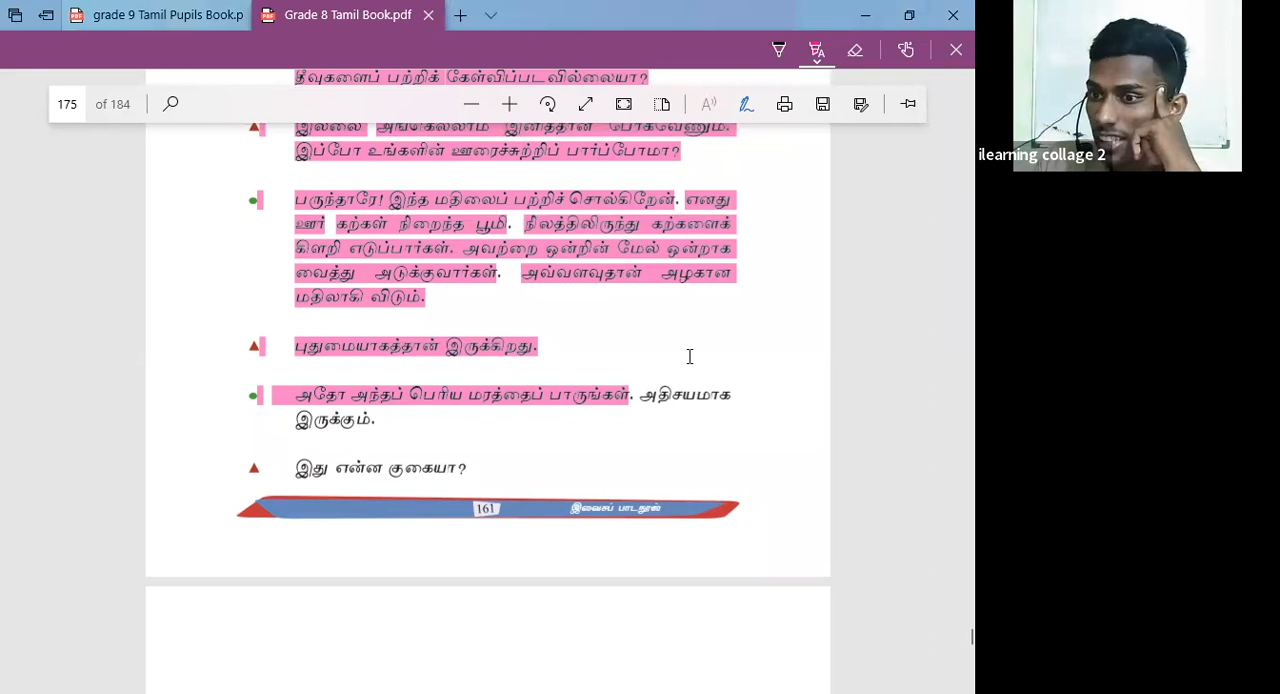 grade 9 Tamil Pupils Book.p
Grade 8 Tamil Book.pdf
தீவுகளைப் பற்றிக் கேள்விப்படவில்லையா?
175 of 184
இல்லை அங்கெல்லாம் இனித்தான் போகவேணும்.
இப்போ உங்களின் ஊரைச்சுற்றிப் பார்ப்போமா?
பருந்தாரே! இந்த மதிலைப் பற்றிச் சொல்கிறேன். எனது
ஊர் கற்கள் நிறைந்த பூமி. நிலத்திலிருந்து கற்களைக்
கிளறி எடுப்பார்கள். அவற்றை ஒன்றின் மேல் ஒன்றாக
வைத்து அடுக்குவார்கள். அவ்வளவுதான் அழகான
மதிலாகி விடும்.
புதுமையாகத்தான் இருக்கிறது.
அதோ அந்தப் பெரிய மரத்தைப் பாருங்கள். அதிசயமாக
இருக்கும்.
இது என்ன குகையா?
161 இலவசப் பாடநூல்
ilearning collage 2